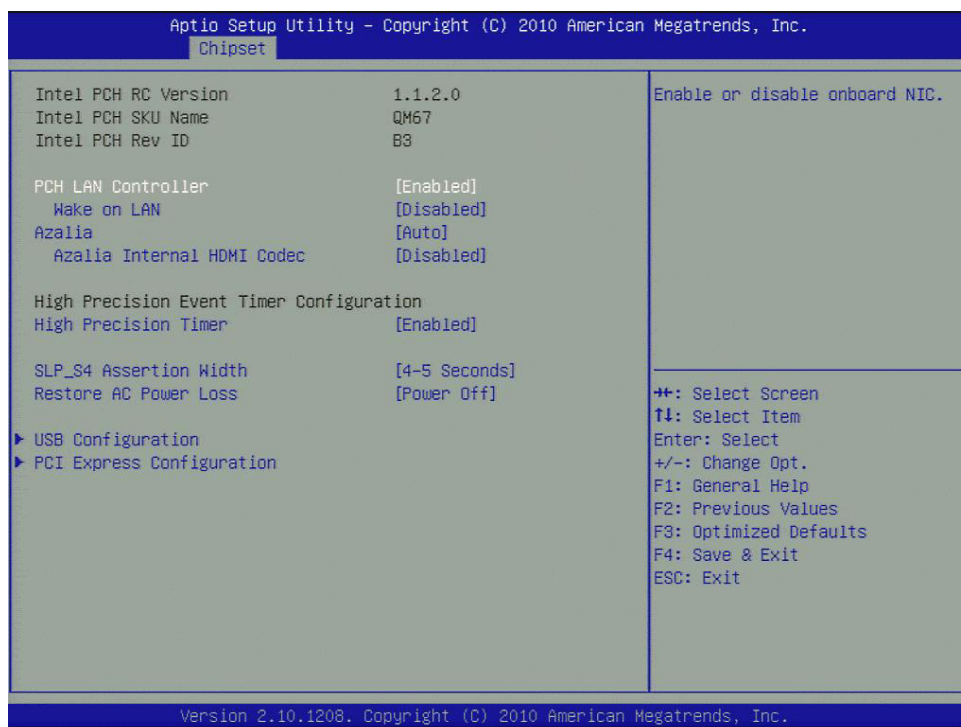 Aptio Setup Utility – Copyright (C) 2010 American Megatrends, Inc.
Chipset
Intel PCH RC Version 1.1.2.0
Intel PCH SKU Name QM67
Intel PCH Rev ID B3
PCH LAN Controller [Enabled]
Wake on LAN [Disabled]
Azalia [Auto]
Azalia Internal HDMI Codec [Disabled]
High Precision Event Timer Configuration
High Precision Timer [Enabled]
SLP_S4 Assertion Width [4-5 Seconds]
Restore AC Power Loss [Power Off]
► USB Configuration
► PCI Express Configuration
Enable or disable onboard NIC.
→←: Select Screen
↑↓: Select Item
Enter: Select
+/-: Change Opt.
F1: General Help
F2: Previous Values
F3: Optimized Defaults
F4: Save & Exit
ESC: Exit
Version 2.10.1208. Copyright (C) 2010 American Megatrends, Inc.